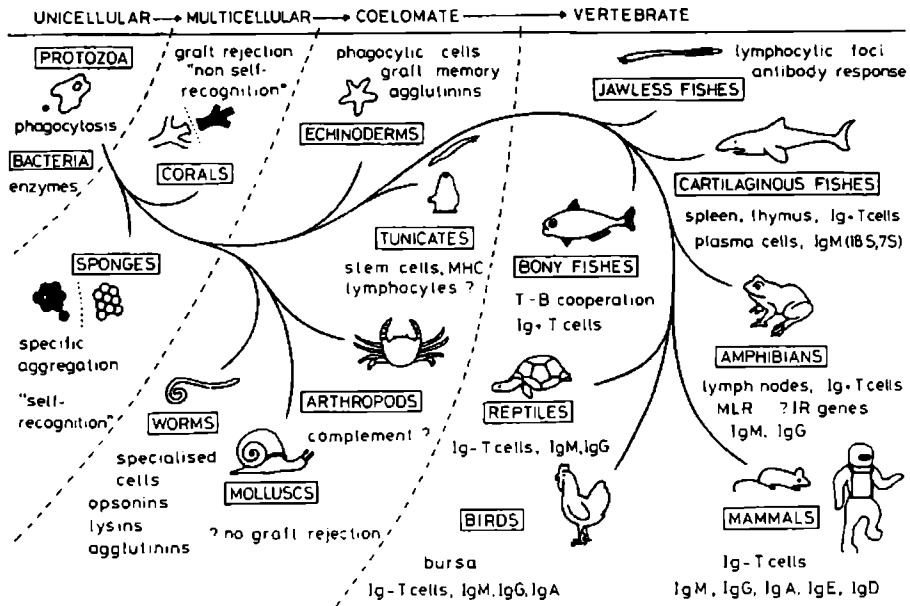 UNICELLULAR → MULTICELLULAR → COELOMATE → VERTEBRATE
PROTOZOA
phagocytosis
BACTERIA
enzymes
graft rejection
"non self-
recognition"
CORALS
SPONGES
specific
aggregation
"self-
recognition"
phagocytic cells
graft memory
agglutinins
ECHINODERMS
TUNICATES
stem cells, MHC
lymphocytes ?
WORMS
specialised
cells
opsonins
lysins
agglutinins
MOLLUSCS
? no graft rejection
ARTHROPODS
complement ?
lymphocytic foci
antibody response
JAWLESS FISHES
CARTILAGINOUS FISHES
spleen, thymus, Ig+T cells
plasma cells, IgM (18S,7S)
BONY FISHES
T-B cooperation
Ig+ T cells
AMPHIBIANS
lymph nodes, Ig+T cells
MLR ? IR genes
IgM, IgG
REPTILES
Ig-T cells, IgM, IgG
BIRDS
bursa
Ig-T cells, IgM, IgG, IgA
MAMMALS
Ig-T cells
IgM, IgG, IgA, IgE, IgD